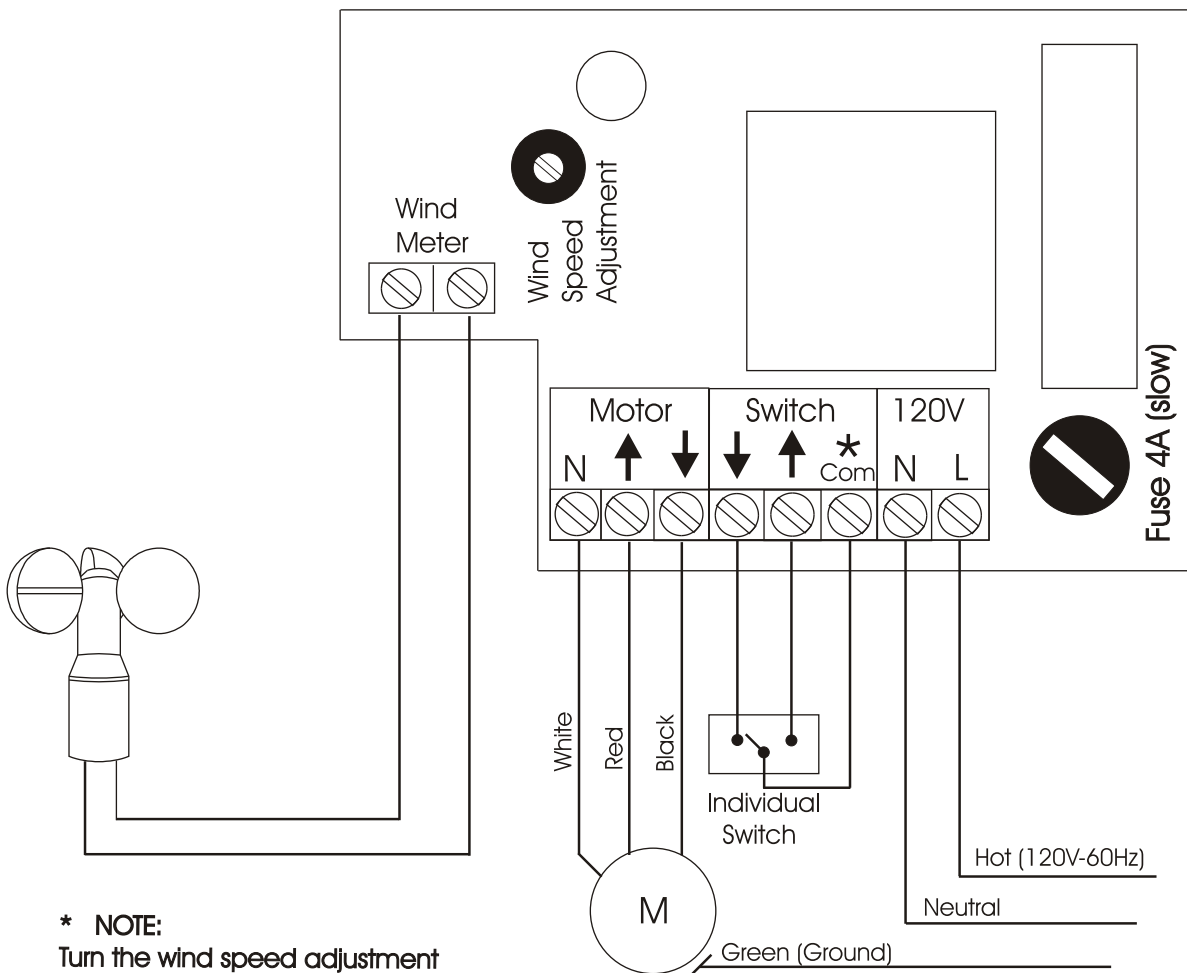 Wind
Meter
Wind
Speed
Adjustment
Motor
Switch
120V
N
*
Com
N
L
Fuse 4A (slow)
White
Red
Black
Individual
Switch
M
Hot (120V-60Hz)
Neutral
Green (Ground)
* NOTE:
Turn the wind speed adjustment